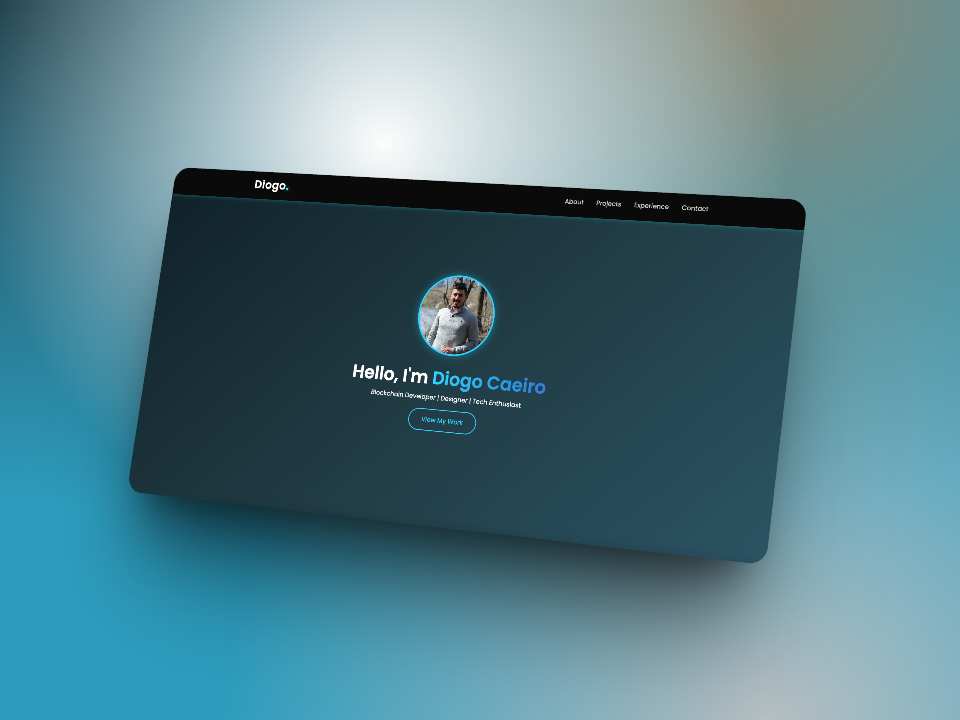 Diogo.
About Projects Experience Contact
Hello, I'm Diogo Caeiro
Blockchain Developer | Designer | Tech Enthusiast
View My Work